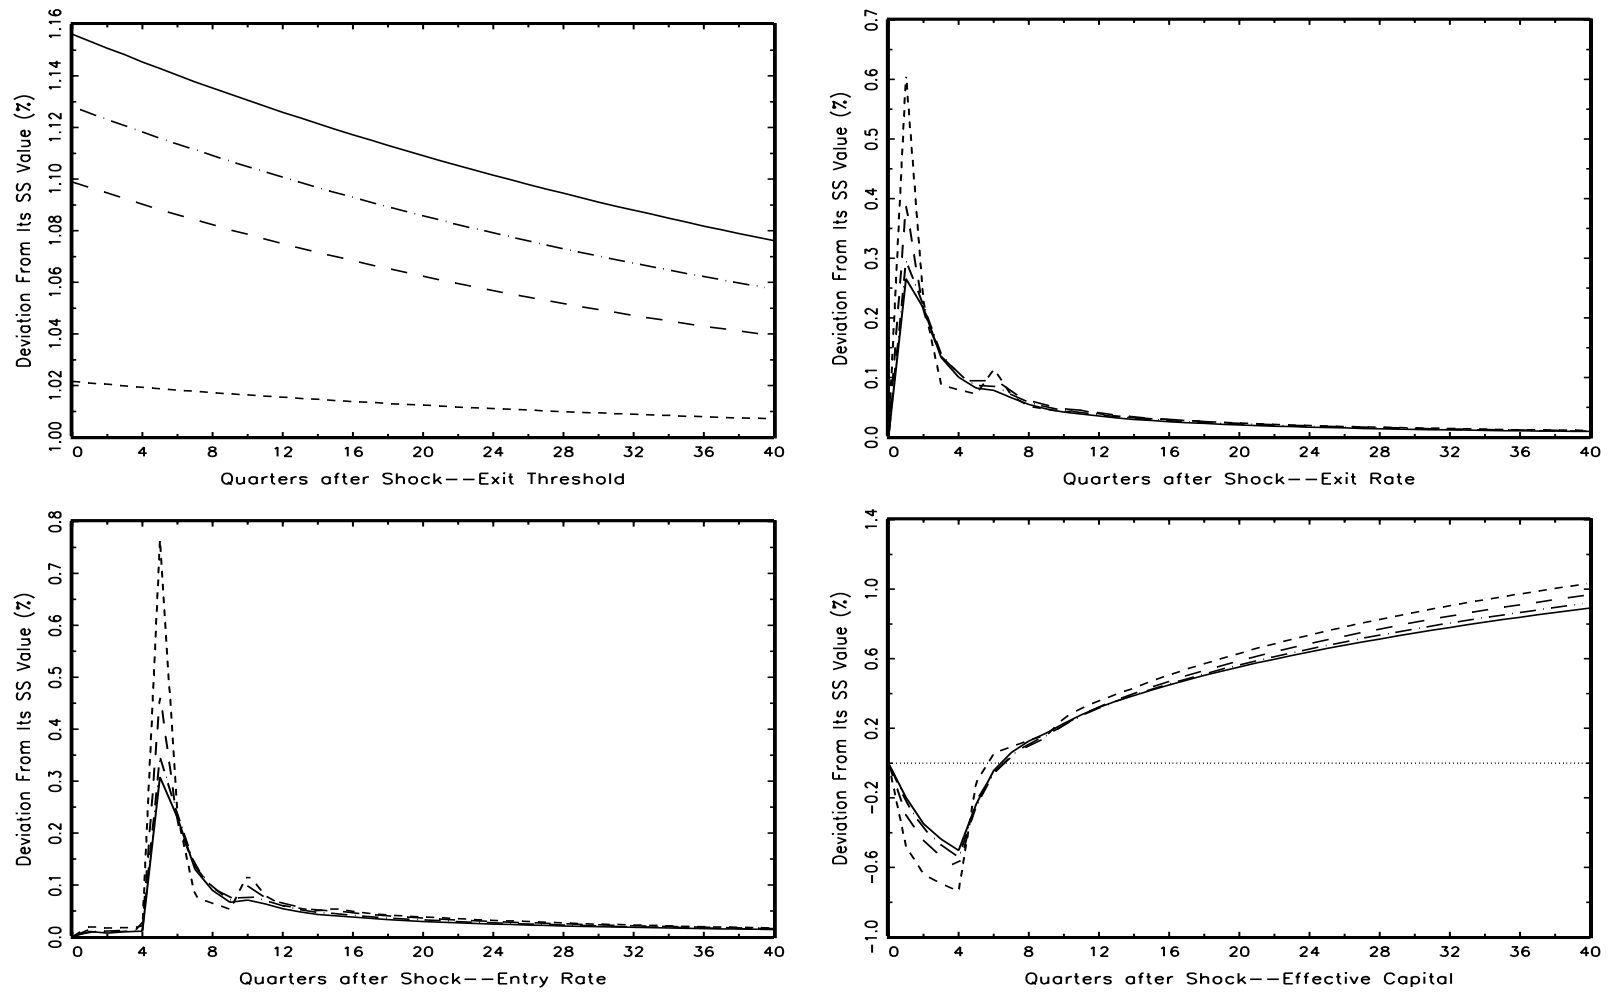 Deviation From Its SS Value (%)
1.16
1.14
1.12
1.10
1.08
1.06
1.04
1.02
1.00
0 4 8 12 16 20 24 28 32 36 40
Quarters after Shock--Exit Threshold
Deviation From Its SS Value (%)
0.7
0.6
0.5
0.4
0.3
0.2
0.1
0.0
0 4 8 12 16 20 24 28 32 36 40
Quarters after Shock--Exit Rate
Deviation From Its SS Value (%)
0.8
0.7
0.6
0.5
0.4
0.3
0.2
0.1
0.0
0 4 8 12 16 20 24 28 32 36 40
Quarters after Shock--Entry Rate
Deviation From Its SS Value (%)
1.4
1.0
0.6
0.2
-0.2
-0.6
-1.0
0 4 8 12 16 20 24 28 32 36 40
Quarters after Shock--Effective Capital